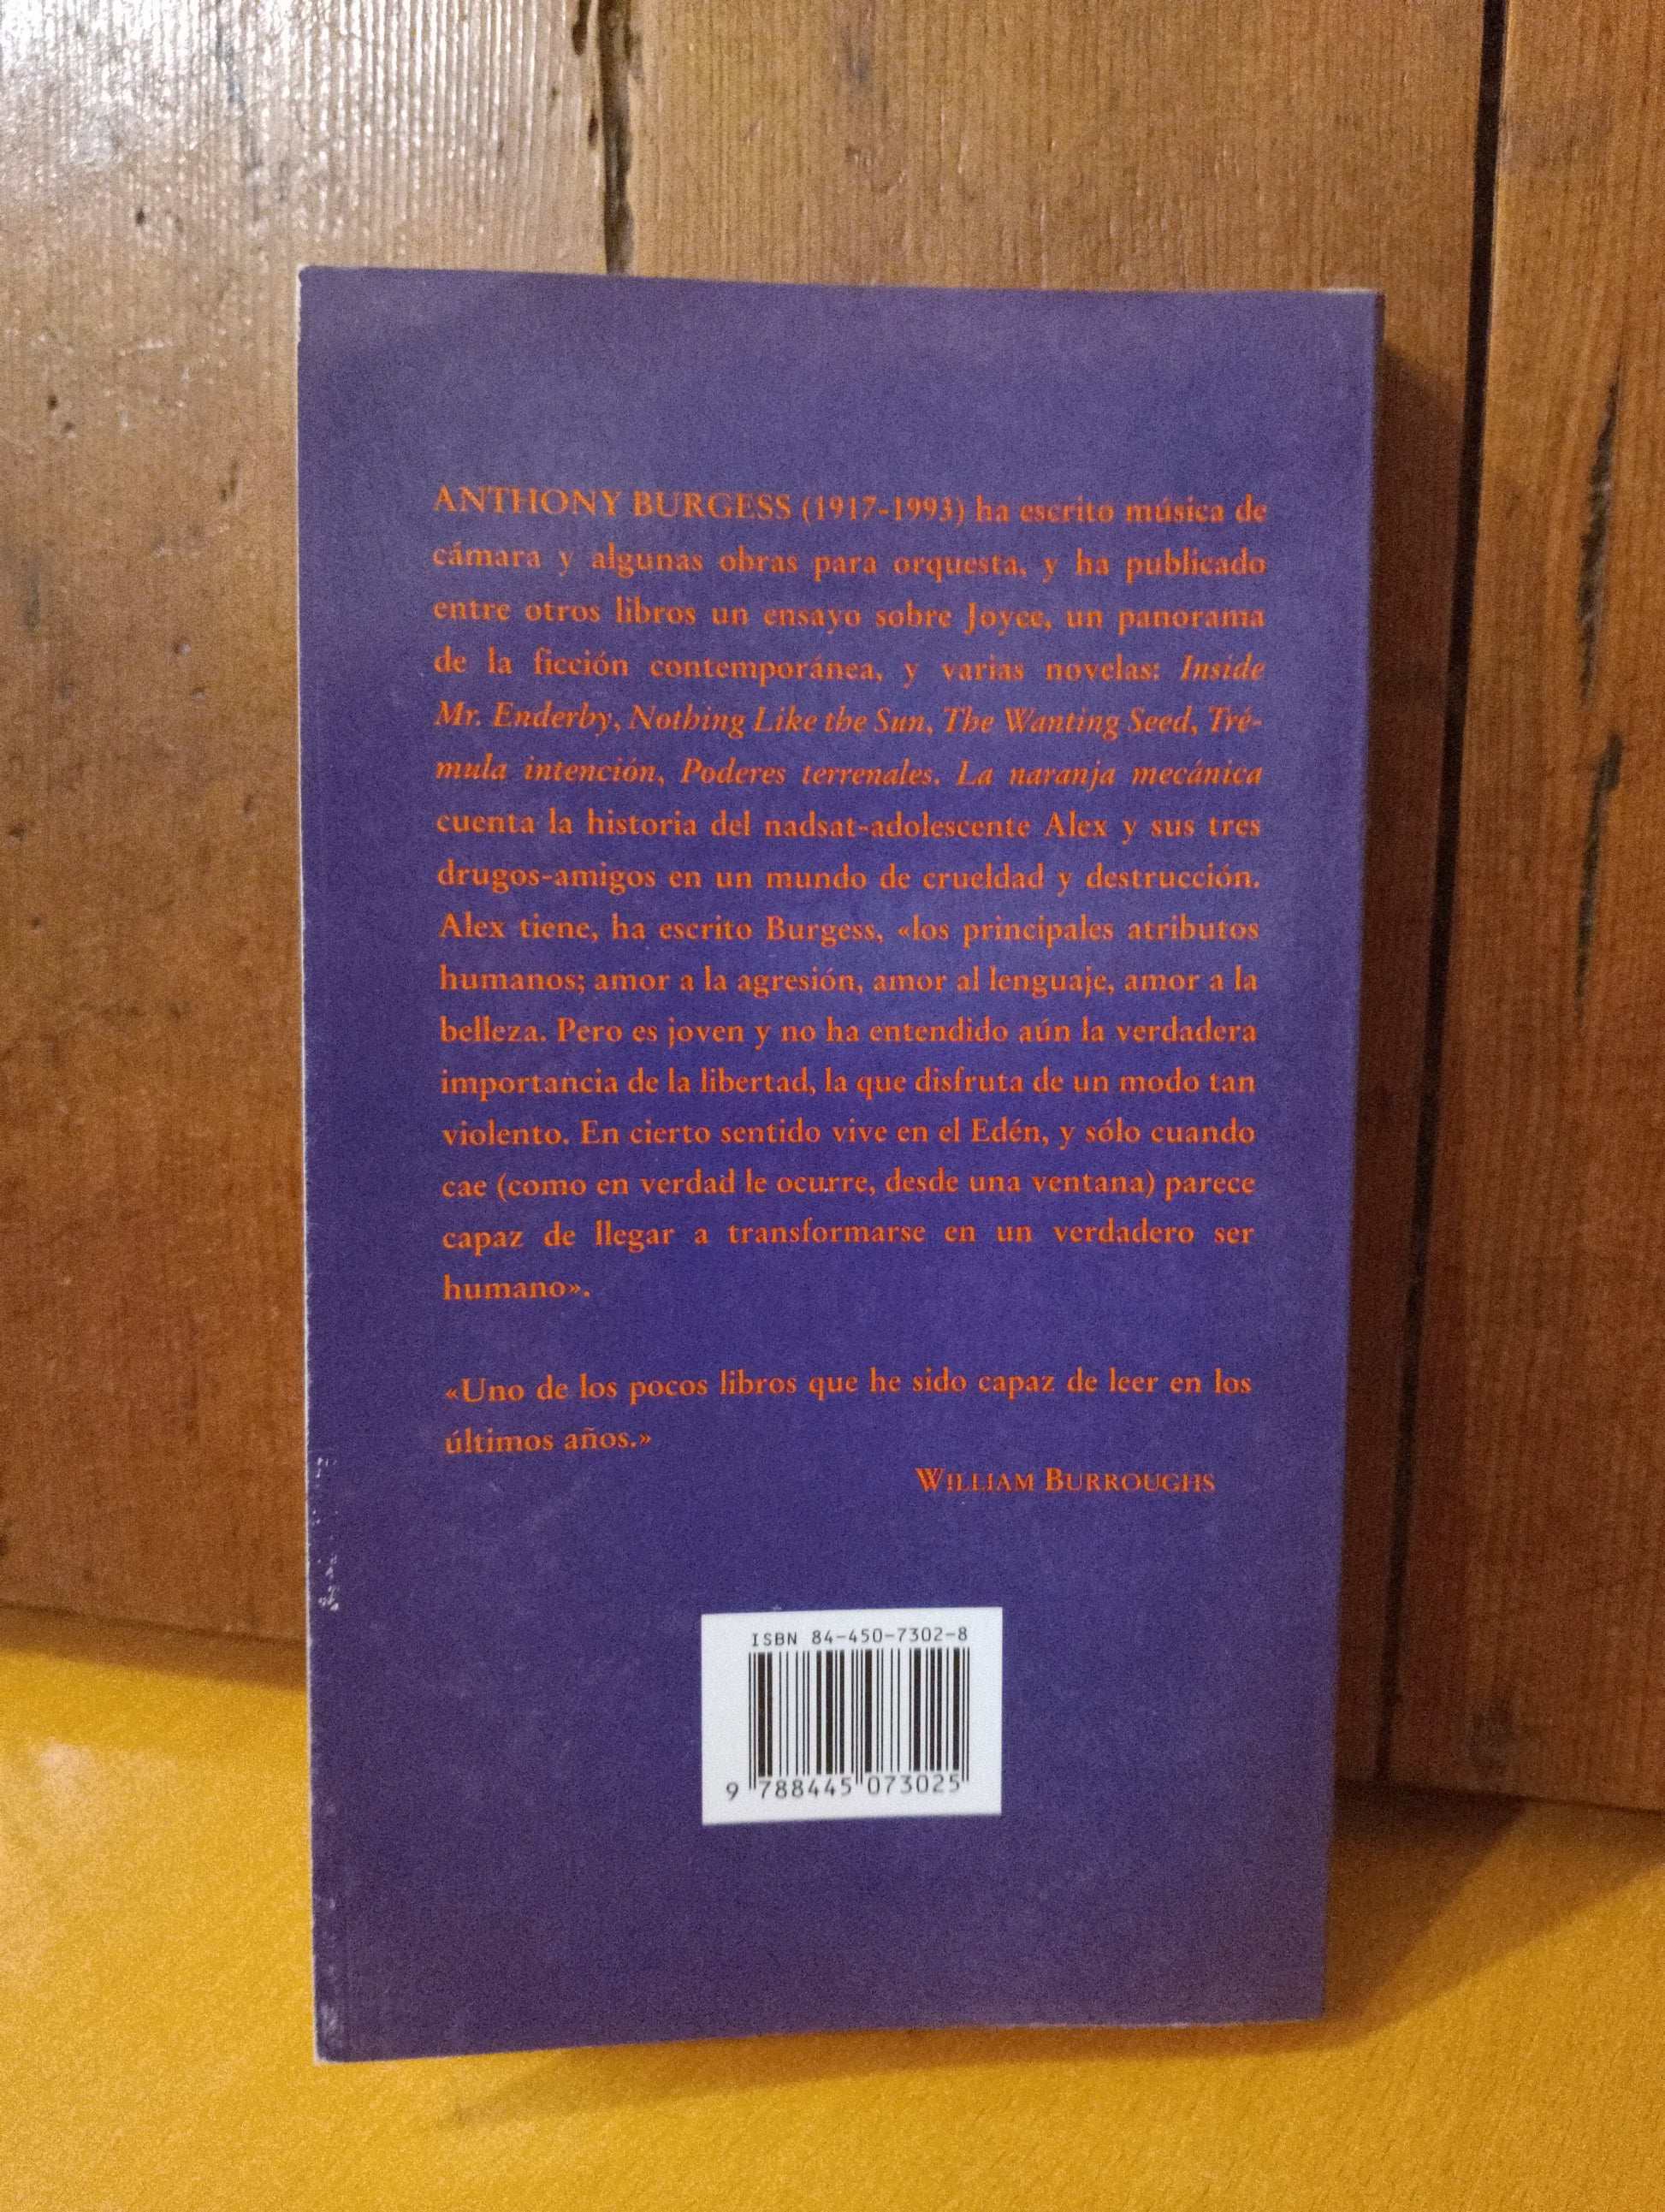 ANTHONY BURGESS (1917-1993) ha escrito música de
cámara y algunas obras para orquesta, y ha publicado
entre otros libros un ensayo sobre Joyce, un panorama
de la ficción contemporánea, y varias novelas: Inside
Mr. Enderby, Nothing Like the Sun, The Wanting Seed, Tré-
mula intención, Poderes terrenales. La naranja mecánica
cuenta la historia del nadsat-adolescente Alex y sus tres
drugos-amigos en un mundo de crueldad y destrucción.
Alex tiene, ha escrito Burgess, «los principales atributos
humanos; amor a la agresión, amor al lenguaje, amor a la
belleza. Pero es joven y no ha entendido aún la verdadera
importancia de la libertad, la que disfruta de un modo tan
violento. En cierto sentido vive en el Edén, y sólo cuando
cae (como en verdad le ocurre, desde una ventana) parece
capaz de llegar a transformarse en un verdadero ser
humano».
«Uno de los pocos libros que he sido capaz de leer en los
últimos años.»
WILLIAM BURROUGHS
ISBN 84-450-7302-8
9 788445 073025